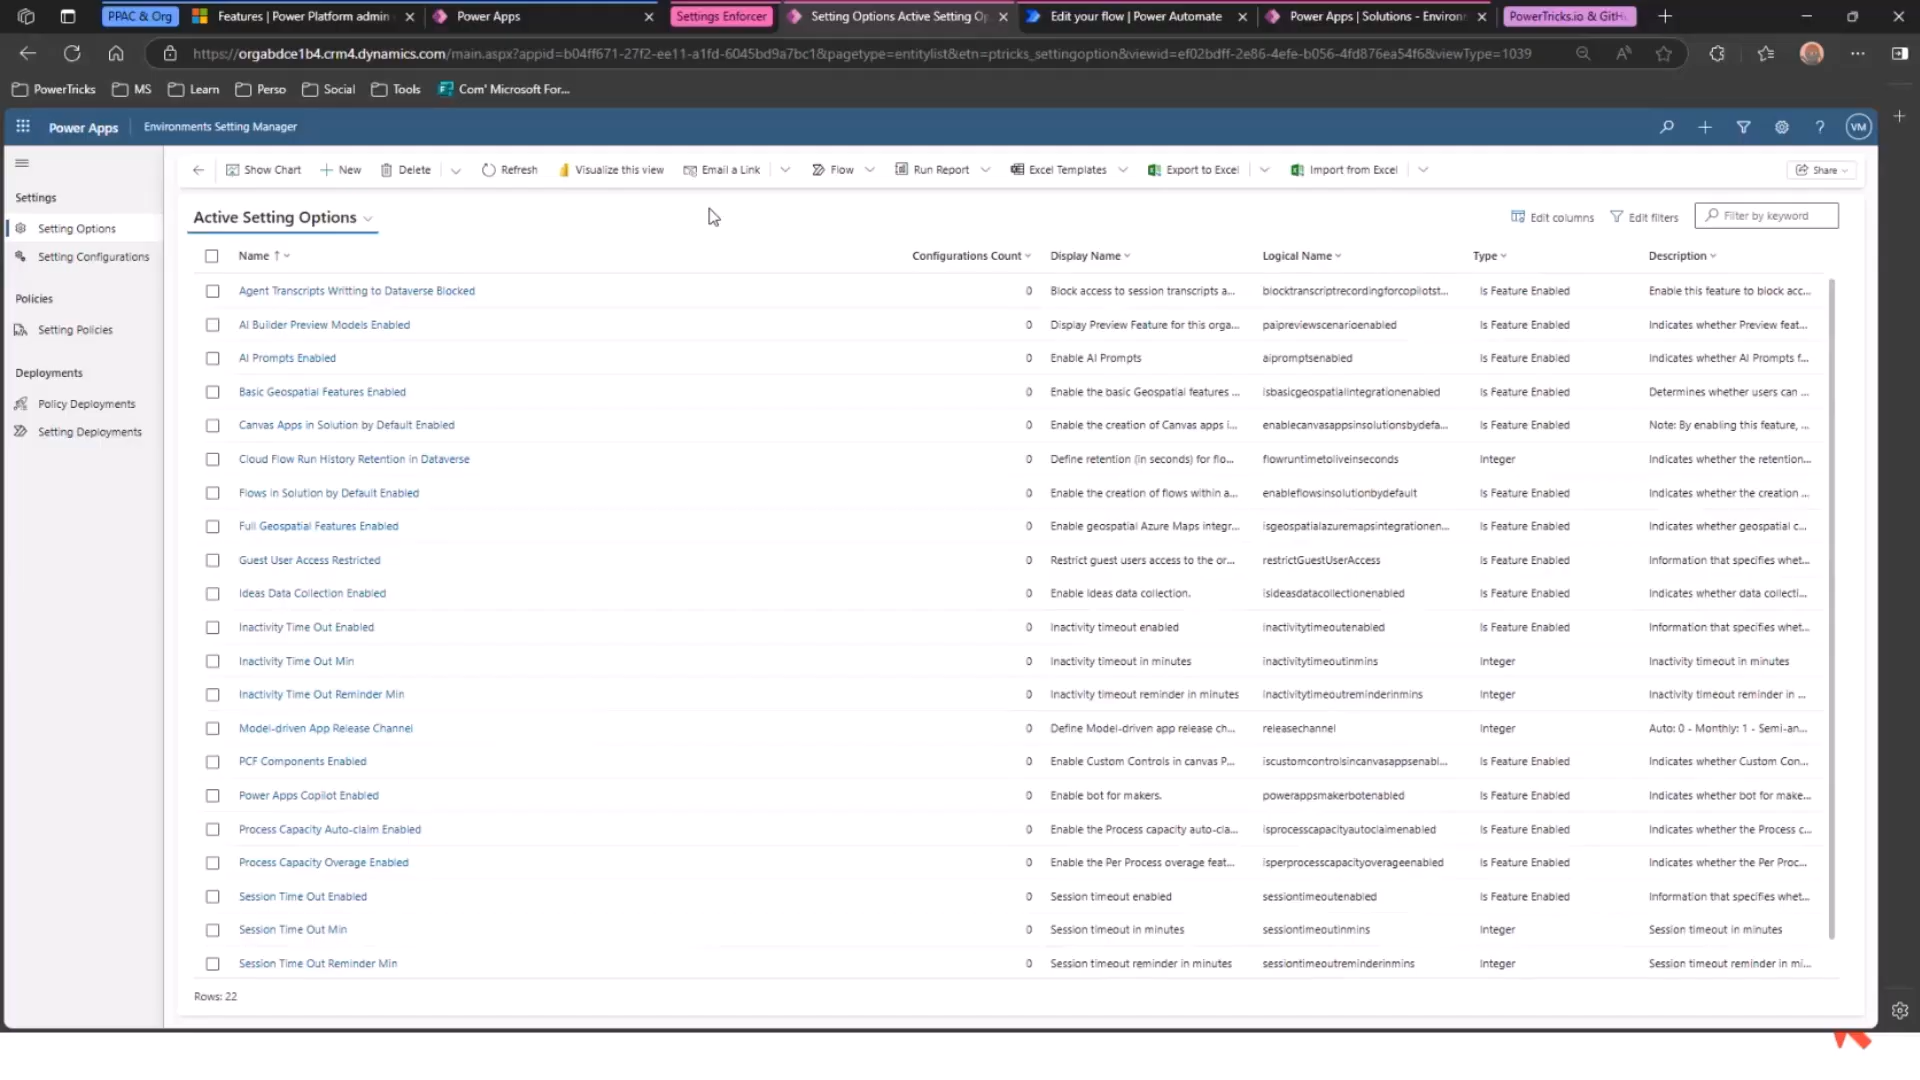 PPAC & Org
Features | Power Platform admin
Power Apps
Settings Enforcer
Setting Options Active Setting Op
Edit your flow | Power Automate
Power Apps | Solutions - Environ
PowerTricks.io & GitH
https://orgabdce1b4.crm4.dynamics.com/main.aspx?appid=b04ff671-27f2-ee11-a1fd-6045bd9a7bc1&pagetype=entitylist&etn=ptricks_settingoption&viewid=ef02bdff-2e86-4efe-b056-4fd876ea54f6&viewType=1039
PowerTricks MS Learn Perso Social Tools Com' Microsoft For...
Power Apps Environments Setting Manager VM
Show Chart New Delete Refresh Visualize this view Email a Link Flow Run Report Excel Templates Export to Excel Import from Excel Share
Settings
Setting Options
Setting Configurations
Policies
Setting Policies
Deployments
Policy Deployments
Setting Deployments
Active Setting Options Edit columns Edit filters Filter by keyword
Name ↑ Configurations Count Display Name Logical Name Type Description
Agent Transcripts Writting to Dataverse Blocked 0 Block access to session transcripts a... blocktranscriptrecordingforcopilotst... Is Feature Enabled Enable this feature to block acc...
AI Builder Preview Models Enabled 0 Display Preview Feature for this orga... paipreviewscenarioenabled Is Feature Enabled Indicates whether Preview feat...
AI Prompts Enabled 0 Enable AI Prompts aipromptsenabled Is Feature Enabled Indicates whether AI Prompts f...
Basic Geospatial Features Enabled 0 Enable the basic Geospatial features ... isbasicgeospatialintegrationenabled Is Feature Enabled Determines whether users can ...
Canvas Apps in Solution by Default Enabled 0 Enable the creation of Canvas apps i... enablecanvasappsinsolutionsbydefa... Is Feature Enabled Note: By enabling this feature, ...
Cloud Flow Run History Retention in Dataverse 0 Define retention (in seconds) for flo... flowruntimetoliveinseconds Integer Indicates whether the retention...
Flows in Solution by Default Enabled 0 Enable the creation of flows within a... enableflowsinsolutionbydefault Is Feature Enabled Indicates whether the creation ...
Full Geospatial Features Enabled 0 Enable geospatial Azure Maps integr... isgeospatialazuremapsintegrationen... Is Feature Enabled Indicates whether geospatial c...
Guest User Access Restricted 0 Restrict guest users access to the or... restrictGuestUserAccess Is Feature Enabled Information that specifies whet...
Ideas Data Collection Enabled 0 Enable Ideas data collection. isideasdatacollectionenabled Is Feature Enabled Indicates whether data collecti...
Inactivity Time Out Enabled 0 Inactivity timeout enabled inactivitytimeoutenabled Is Feature Enabled Information that specifies whet...
Inactivity Time Out Min 0 Inactivity timeout in minutes inactivitytimeoutinmins Integer Inactivity timeout in minutes
Inactivity Time Out Reminder Min 0 Inactivity timeout reminder in minutes inactivitytimeoutreminderinmins Integer Inactivity timeout reminder in ...
Model-driven App Release Channel 0 Define Model-driven app release ch... releasechannel Integer Auto: 0 - Monthly: 1 - Semi-an...
PCF Components Enabled 0 Enable Custom Controls in canvas P... iscustomcontrolsincanvasappsenabl... Is Feature Enabled Indicates whether Custom Con...
Power Apps Copilot Enabled 0 Enable bot for makers. powerappsmakerbotenabled Is Feature Enabled Indicates whether bot for make...
Process Capacity Auto-claim Enabled 0 Enable the Process capacity auto-cla... isprocesscapacityautoclaimenabled Is Feature Enabled Indicates whether the Process c...
Process Capacity Overage Enabled 0 Enable the Per Process overage feat... isperprocesscapacityoverageenabled Is Feature Enabled Indicates whether the Per Proc...
Session Time Out Enabled 0 Session timeout enabled sessiontimeoutenabled Is Feature Enabled Information that specifies whet...
Session Time Out Min 0 Session timeout in minutes sessiontimeoutinmins Integer Session timeout in minutes
Session Time Out Reminder Min 0 Session timeout reminder in minutes sessiontimeoutreminderinmins Integer Session timeout reminder in mi...
Rows: 22